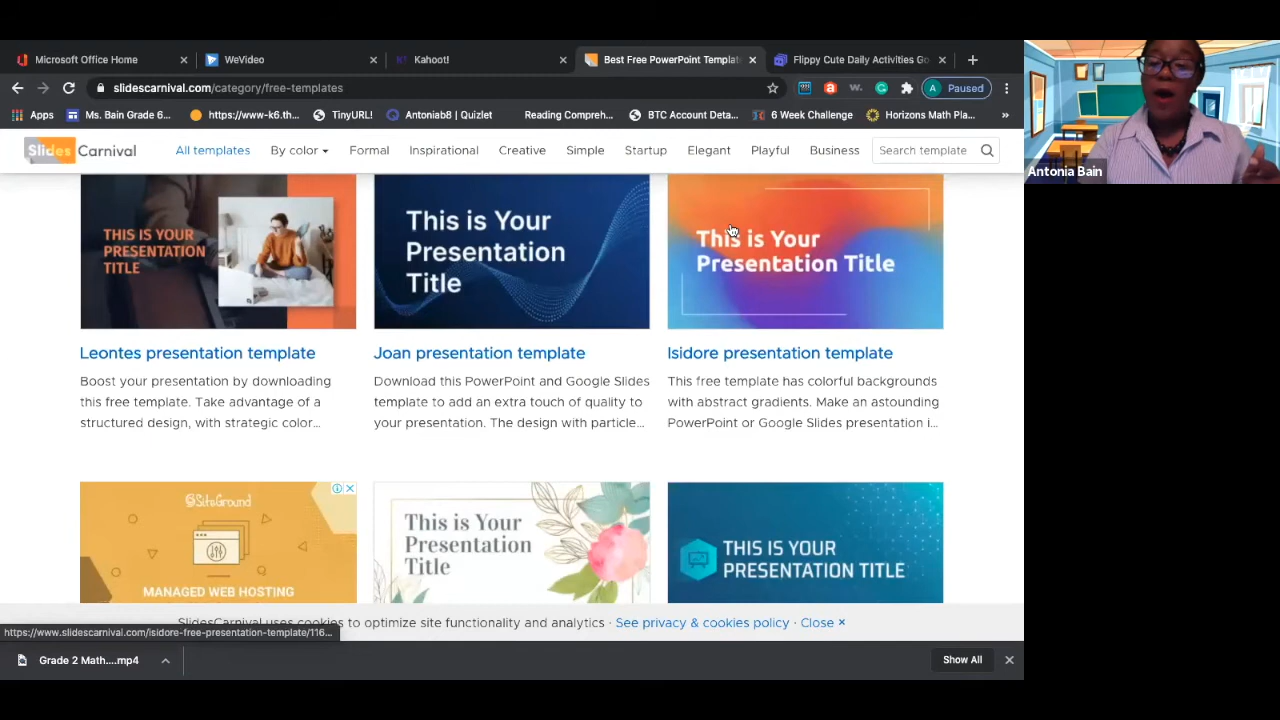 Microsoft Office Home
WeVideo
Kahoot!
Best Free PowerPoint Templat
Flippy Cute Daily Activities Go
slidescarnival.com/category/free-templates
Paused
Apps
Ms. Bain Grade 6...
https://www-k6.th...
TinyURL!
Antoniab8 | Quizlet
Reading Compreh...
BTC Account Deta...
6 Week Challenge
Horizons Math Pla...
»
SlidesCarnival
All templates
By color
Formal
Inspirational
Creative
Simple
Startup
Elegant
Playful
Business
Search template
Antonia Bain
THIS IS YOUR
PRESENTATION
TITLE
This is Your
Presentation
Title
This is Your
Presentation Title
Leontes presentation template
Boost your presentation by downloading
this free template. Take advantage of a
structured design, with strategic color...
Joan presentation template
Download this PowerPoint and Google Slides
template to add an extra touch of quality to
your presentation. The design with particle...
Isidore presentation template
This free template has colorful backgrounds
with abstract gradients. Make an astounding
PowerPoint or Google Slides presentation i...
SiteGround
MANAGED WEB HOSTING
This is Your
Presentation
Title
THIS IS YOUR
PRESENTATION TITLE
SlidesCarnival uses cookies to optimize site functionality and analytics · See privacy & cookies policy · Close ×
https://www.slidescarnival.com/isidore-free-presentation-template/116...
Grade 2 Math....mp4
Show All